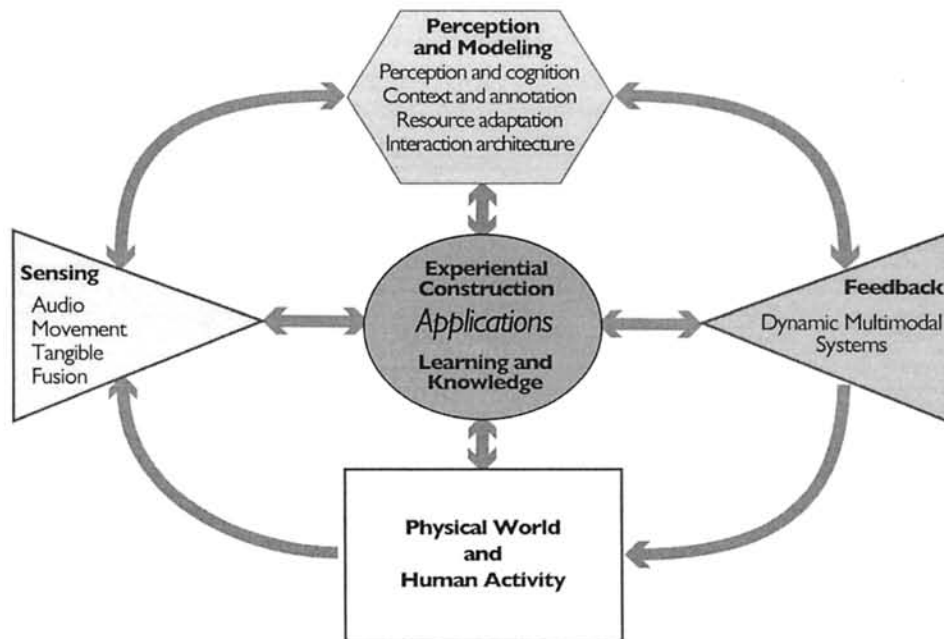 Perception
and Modeling
Perception and cognition
Context and annotation
Resource adaptation
Interaction architecture
Sensing
Audio
Movement
Tangible
Fusion
Experiential
Construction
Applications
Learning and
Knowledge
Feedback
Dynamic Multimodal
Systems
Physical World
and
Human Activity